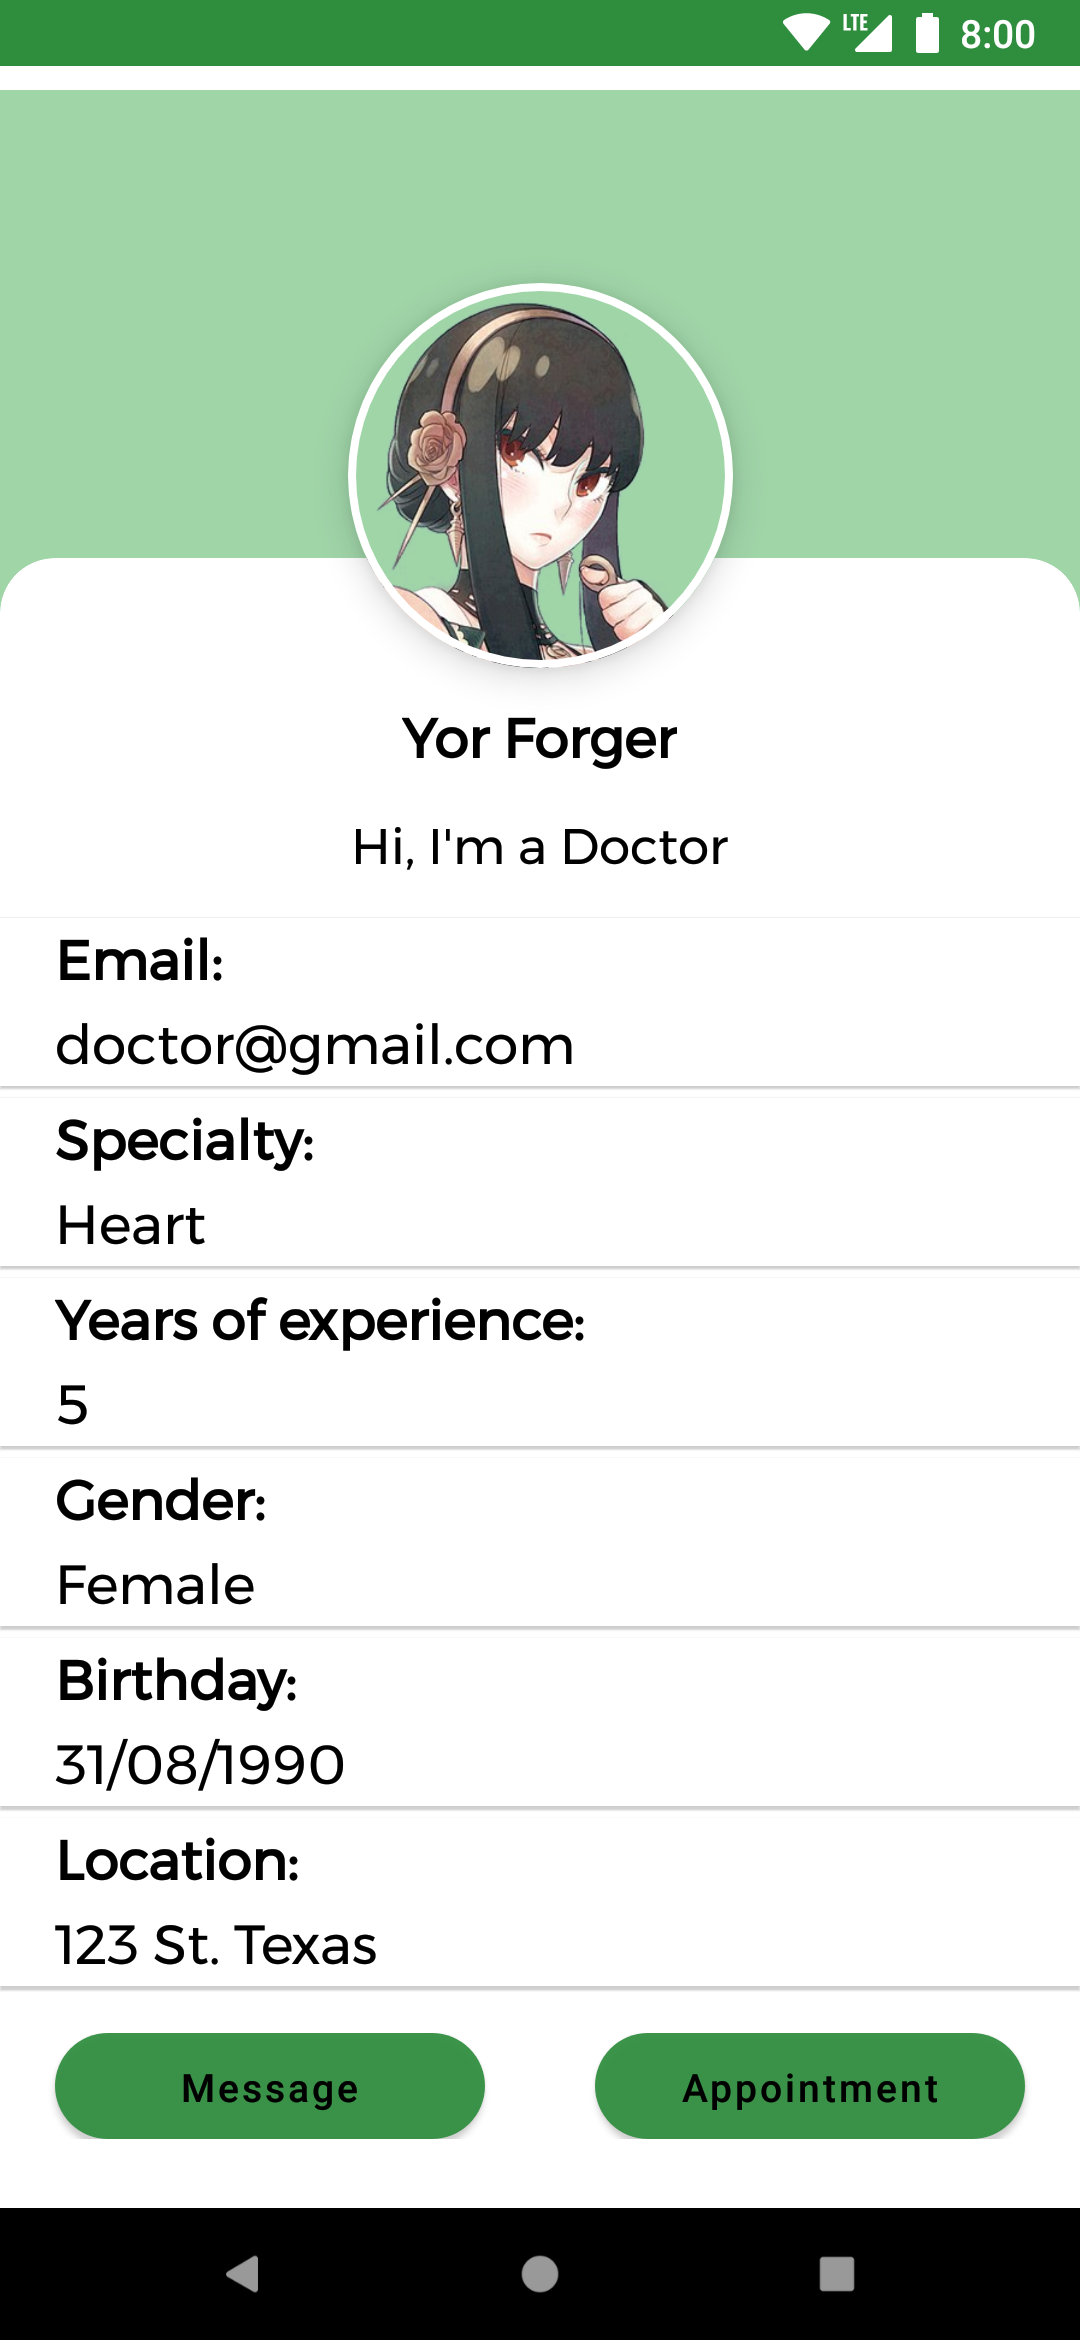 LTE 8:00
Yor Forger
Hi, I'm a Doctor
Email:
doctor@gmail.com
Specialty:
Heart
Years of experience:
5
Gender:
Female
Birthday:
31/08/1990
Location:
123 St. Texas
Message Appointment